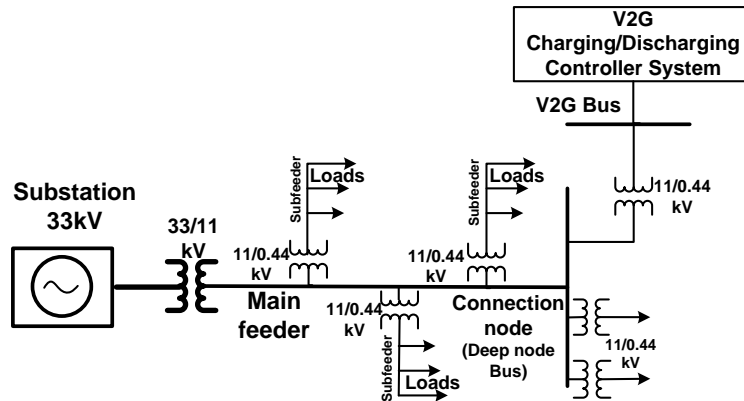 V2G
Charging/Discharging
Controller System
V2G Bus
11/0.44
kV
Substation
33kV
33/11
kV
Subfeeder
Loads
11/0.44
kV
Main
feeder
11/0.44
kV
Subfeeder
Loads
Subfeeder
Loads
11/0.44
kV
Connection
node
(Deep node
Bus)
11/0.44
kV